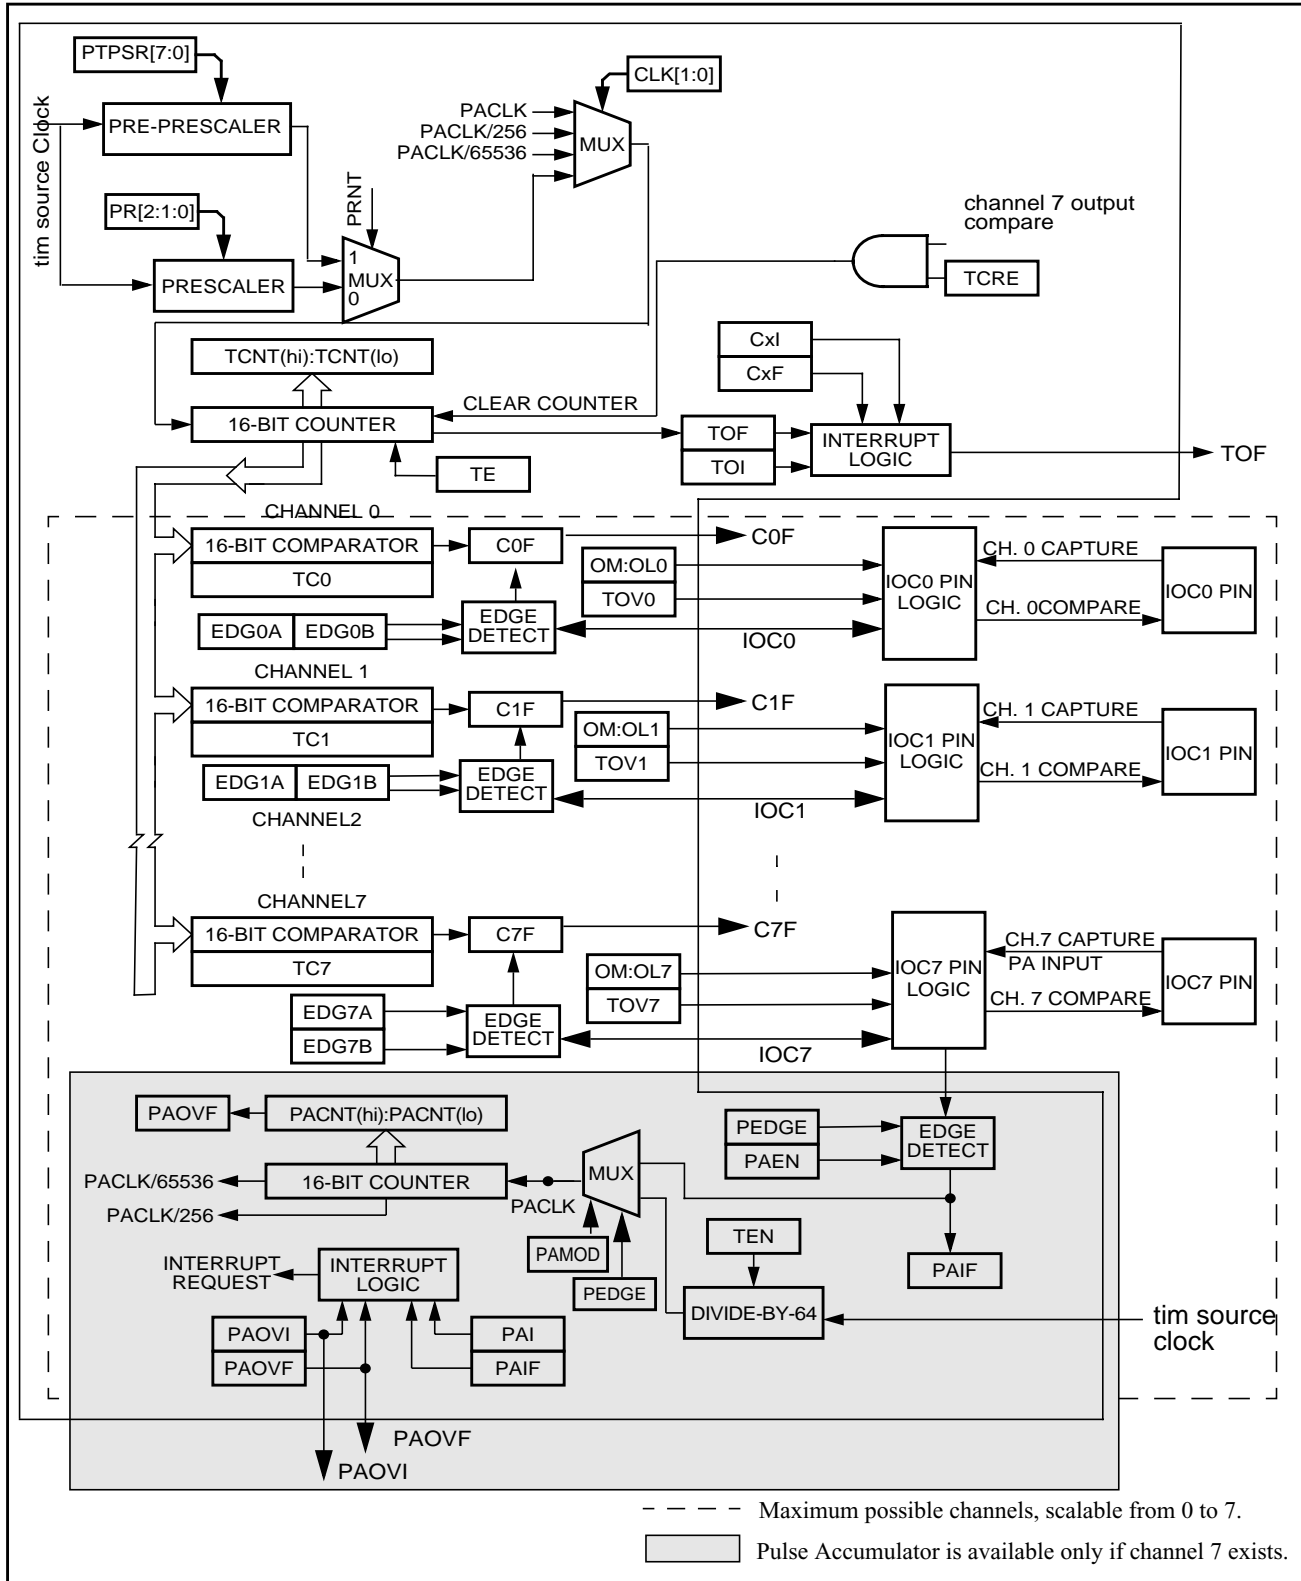 PTPSR[7:0]
CLK[1:0]
tim source Clock
PRE-PRESCALER
PACLK
PACLK/256
PACLK/65536
MUX
PR[2:1:0]
PRNT
channel 7 output
compare
PRESCALER
1
MUX
0
TCRE
TCNT(hi):TCNT(lo)
CxI
CxF
CLEAR COUNTER
16-BIT COUNTER
TOF
TOI
INTERRUPT
LOGIC
TOF
TE
CHANNEL 0
16-BIT COMPARATOR
TC0
C0F
C0F
OM:OL0
TOV0
IOC0 PIN
LOGIC
CH. 0 CAPTURE
CH. 0COMPARE
IOC0 PIN
EDG0A
EDG0B
EDGE
DETECT
IOC0
CHANNEL 1
16-BIT COMPARATOR
TC1
C1F
C1F
OM:OL1
TOV1
IOC1 PIN
LOGIC
CH. 1 CAPTURE
CH. 1 COMPARE
IOC1 PIN
EDG1A
EDG1B
EDGE
DETECT
IOC1
CHANNEL2
CHANNEL7
16-BIT COMPARATOR
TC7
C7F
C7F
OM:OL7
TOV7
IOC7 PIN
LOGIC
CH.7 CAPTURE
PA INPUT
CH. 7 COMPARE
IOC7 PIN
EDG7A
EDG7B
EDGE
DETECT
IOC7
PAOVF
PACNT(hi):PACNT(lo)
PEDGE
PAEN
EDGE
DETECT
MUX
PACLK/65536
16-BIT COUNTER
PACLK
PACLK/256
TEN
PAMOD
PEDGE
INTERRUPT
REQUEST
INTERRUPT
LOGIC
PAIF
DIVIDE-BY-64
tim source
clock
PAOVI
PAOVF
PAI
PAIF
PAOVF
PAOVI
Maximum possible channels, scalable from 0 to 7.
Pulse Accumulator is available only if channel 7 exists.